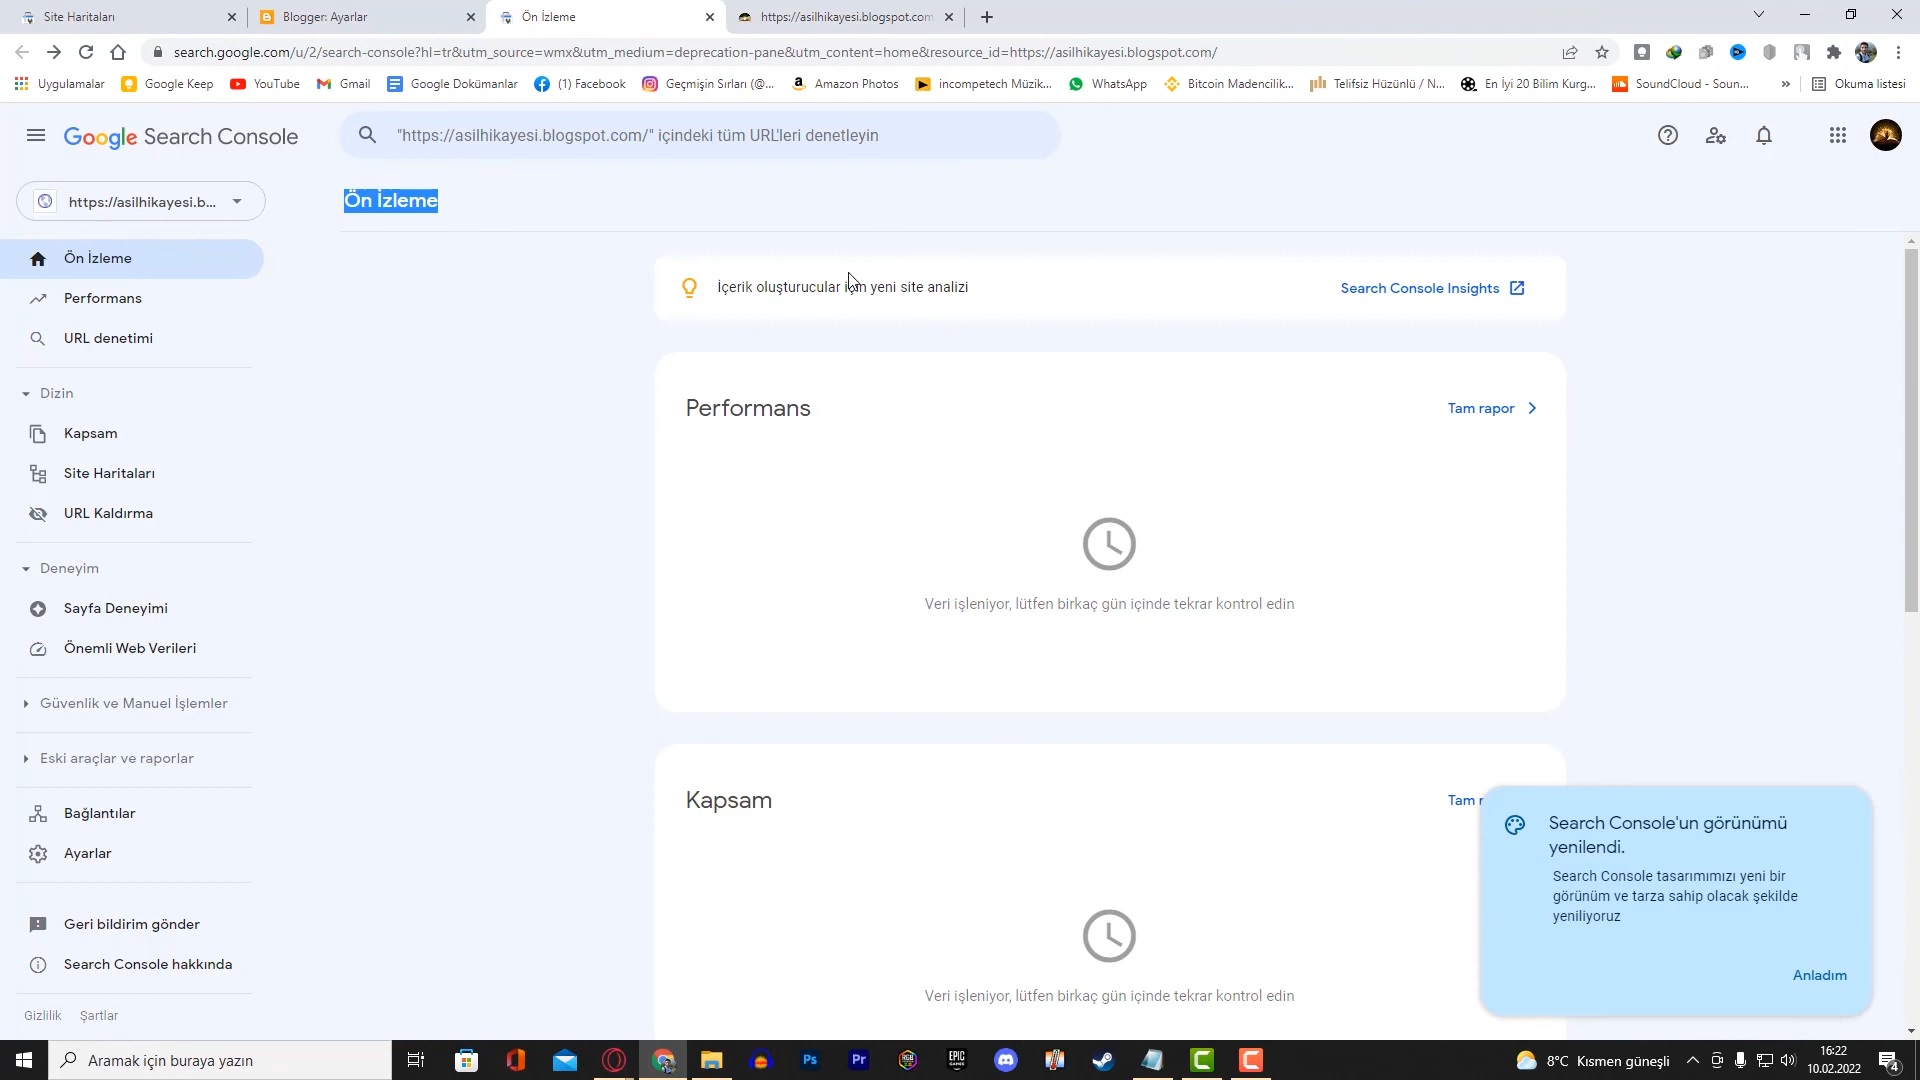 Site Haritaları
Blogger: Ayarlar
Ön İzleme
https://asilhikayesi.blogspot.com
search.google.com/u/2/search-console?hl=tr&utm_source=wmx&utm_medium=deprecation-pane&utm_content=home&resource_id=https://asilhikayesi.blogspot.com/
Uygulamalar
Google Keep
YouTube
Gmail
Google Dokümanlar
(1) Facebook
Geçmişin Sırları (@...
Amazon Photos
incompetech Müzik...
WhatsApp
Bitcoin Madencilik...
Telifsiz Hüzünlü / N...
En İyi 20 Bilim Kurg...
SoundCloud - Soun...
»
Okuma listesi
Google Search Console
"https://asilhikayesi.blogspot.com/" içindeki tüm URL'leri denetleyin
https://asilhikayesi.b...
Ön İzleme
Ön İzleme
Performans
URL denetimi
Dizin
Kapsam
Site Haritaları
URL Kaldırma
Deneyim
Sayfa Deneyimi
Önemli Web Verileri
Güvenlik ve Manuel İşlemler
Eski araçlar ve raporlar
Bağlantılar
Ayarlar
Geri bildirim gönder
Search Console hakkında
Gizlilik Şartlar
İçerik oluşturucular için yeni site analizi
Search Console Insights
Performans
Tam rapor
Veri işleniyor, lütfen birkaç gün içinde tekrar kontrol edin
Kapsam
Tam r
Veri işleniyor, lütfen birkaç gün içinde tekrar kontrol edin
Search Console'un görünümü
yenilendi.
Search Console tasarımımızı yeni bir
görünüm ve tarza sahip olacak şekilde
yeniliyoruz
Anladım
Aramak için buraya yazın
Ps
Pr
EPIC
GAMES
8°C Kısmen güneşli
16:22
10.02.2022
4